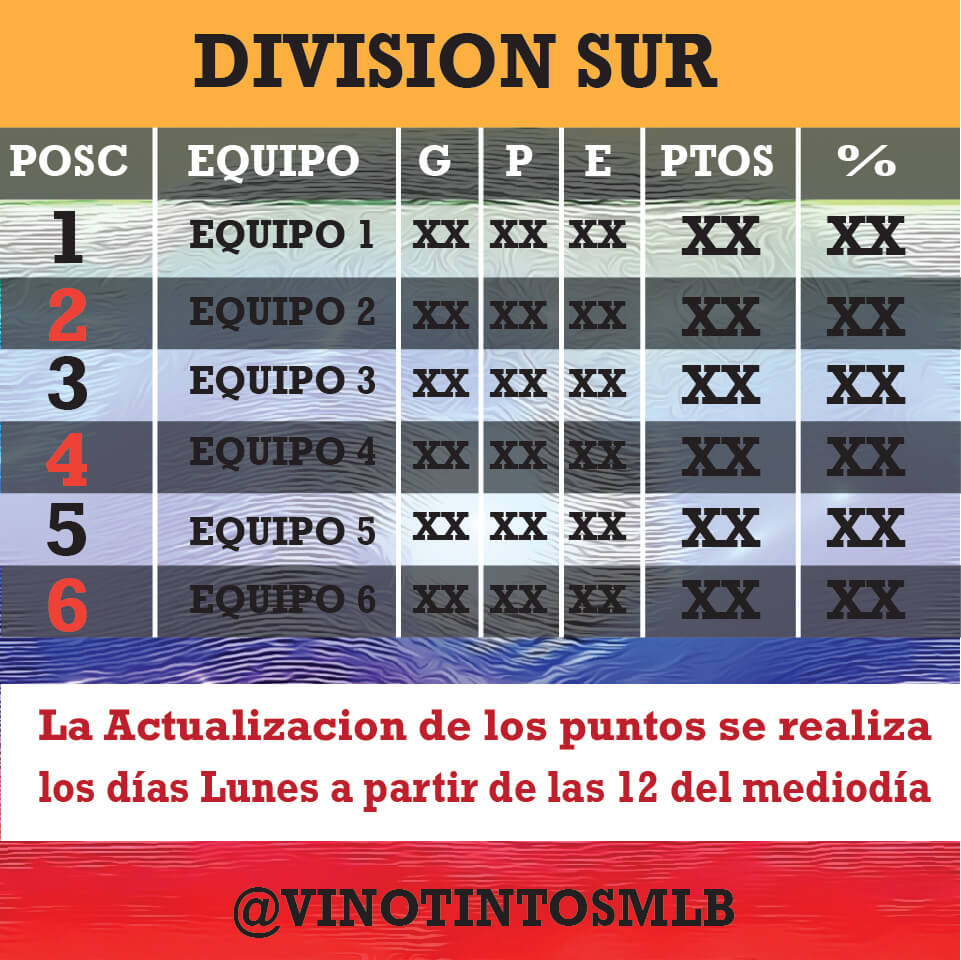 DIVISION SUR
POSC EQUIPO G P E PTOS %
1 EQUIPO 1 XX XX XX XX XX
2 EQUIPO 2 XX XX XX XX XX
3 EQUIPO 3 XX XX XX XX XX
4 EQUIPO 4 XX XX XX XX XX
5 EQUIPO 5 XX XX XX XX XX
6 EQUIPO 6 XX XX XX XX XX
La Actualizacion de los puntos se realiza
los días Lunes a partir de las 12 del mediodía
@VINOTINTOSMLB